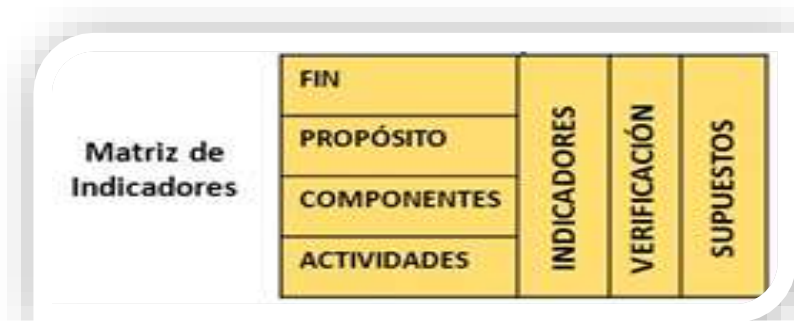 Matriz de
Indicadores
FIN
PROPÓSITO
COMPONENTES
ACTIVIDADES
INDICADORES
VERIFICACIÓN
SUPUESTOS